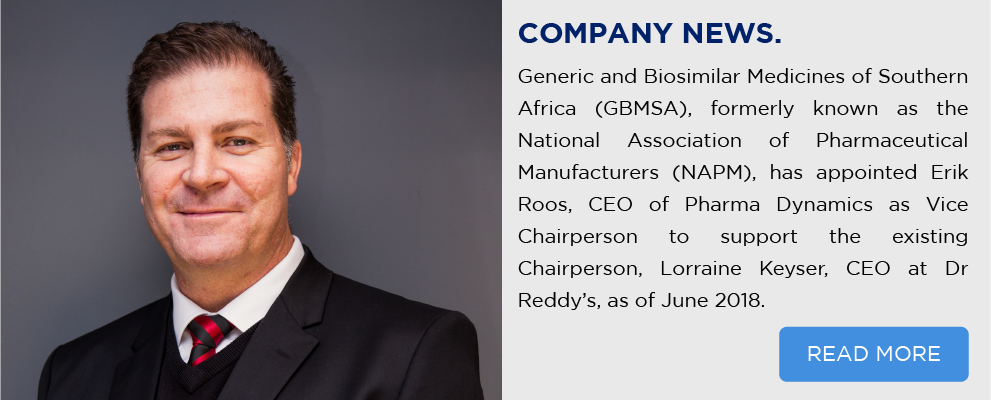 COMPANY NEWS.
Generic and Biosimilar Medicines of Southern
Africa (GBMSA), formerly known as the
National Association of Pharmaceutical
Manufacturers (NAPM), has appointed Erik
Roos, CEO of Pharma Dynamics as Vice
Chairperson to support the existing
Chairperson, Lorraine Keyser, CEO at Dr
Reddy’s, as of June 2018.
READ MORE